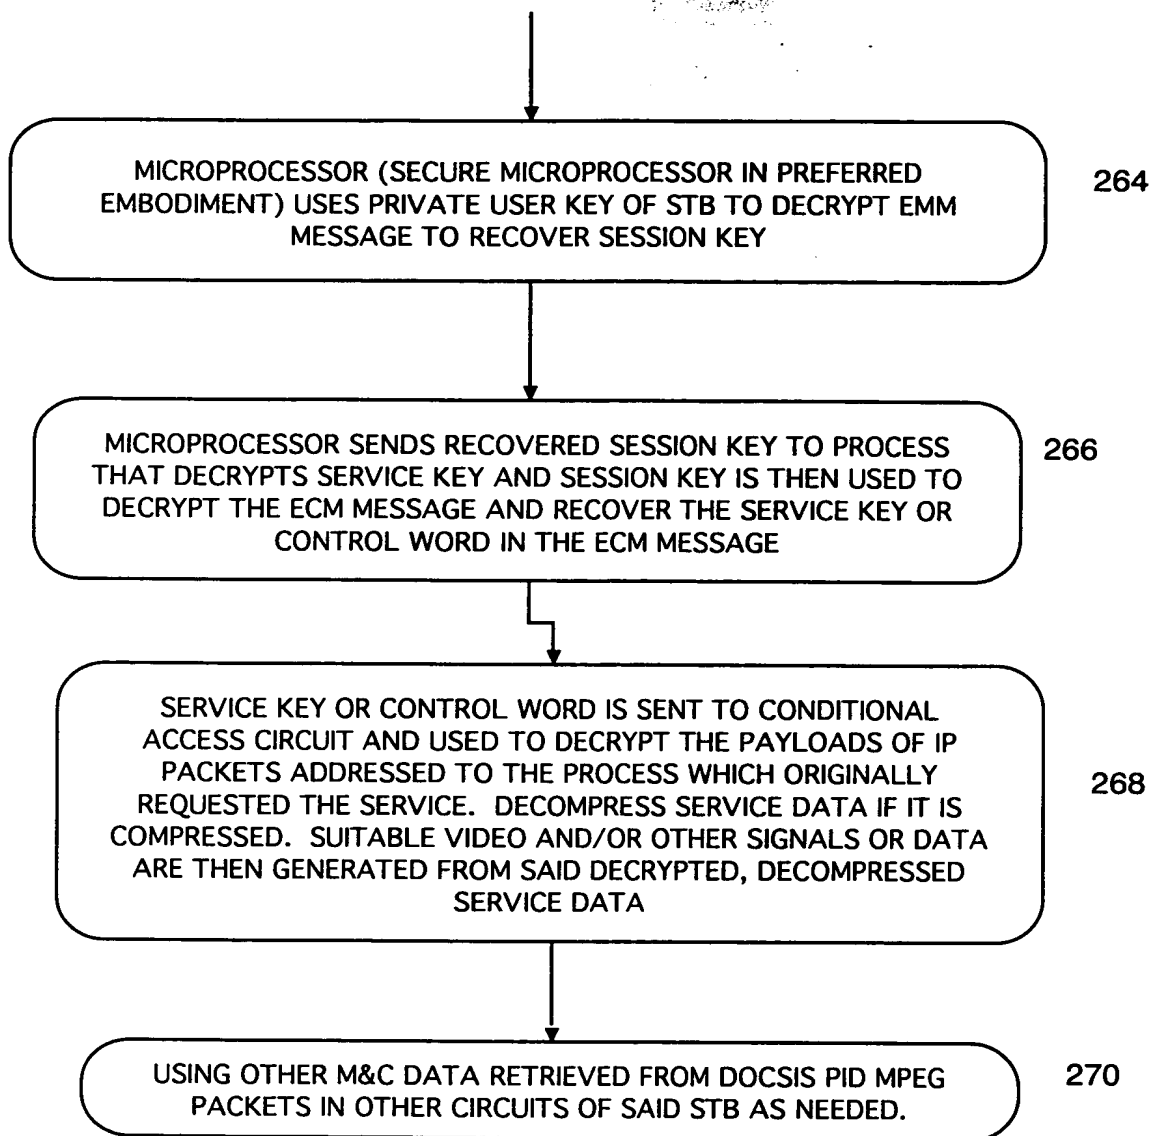 MICROPROCESSOR (SECURE MICROPROCESSOR IN PREFERRED
EMBODIMENT) USES PRIVATE USER KEY OF STB TO DECRYPT EMM
MESSAGE TO RECOVER SESSION KEY
264
MICROPROCESSOR SENDS RECOVERED SESSION KEY TO PROCESS
THAT DECRYPTS SERVICE KEY AND SESSION KEY IS THEN USED TO
DECRYPT THE ECM MESSAGE AND RECOVER THE SERVICE KEY OR
CONTROL WORD IN THE ECM MESSAGE
266
SERVICE KEY OR CONTROL WORD IS SENT TO CONDITIONAL
ACCESS CIRCUIT AND USED TO DECRYPT THE PAYLOADS OF IP
PACKETS ADDRESSED TO THE PROCESS WHICH ORIGINALLY
REQUESTED THE SERVICE. DECOMPRESS SERVICE DATA IF IT IS
COMPRESSED. SUITABLE VIDEO AND/OR OTHER SIGNALS OR DATA
ARE THEN GENERATED FROM SAID DECRYPTED, DECOMPRESSED
SERVICE DATA
268
USING OTHER M&C DATA RETRIEVED FROM DOCSIS PID MPEG
PACKETS IN OTHER CIRCUITS OF SAID STB AS NEEDED.
270